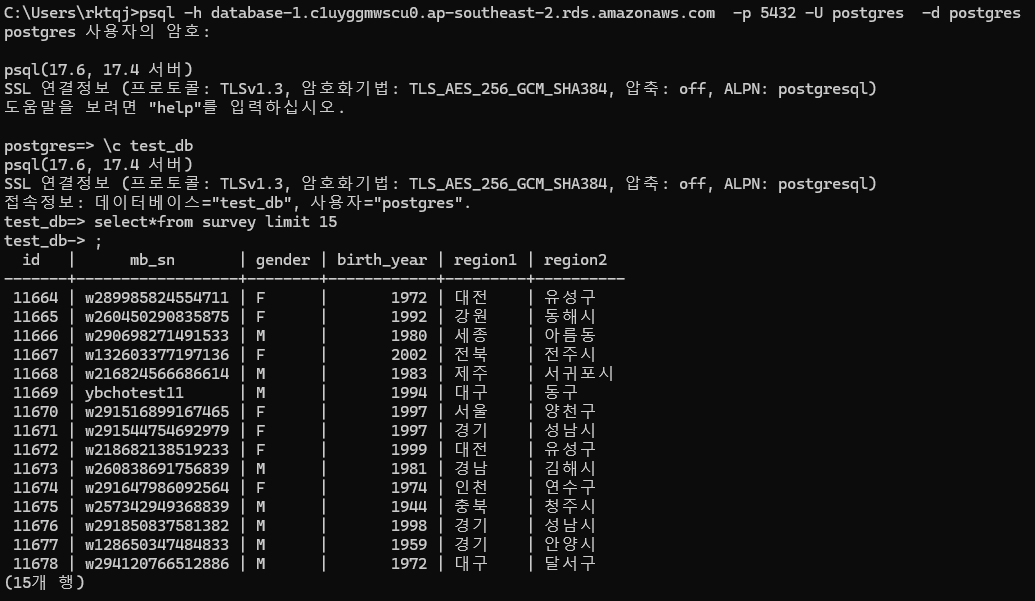 C:\Users\rktqj>psql -h database-1.c1uyggmwscu0.ap-southeast-2.rds.amazonaws.com  -p 5432 -U postgres  -d postgres
postgres 사용자의 암호:
psql(17.6, 17.4 서버)
SSL 연결정보 (프로토콜: TLSv1.3, 암호화기법: TLS_AES_256_GCM_SHA384, 압축: off, ALPN: postgresql)
도움말을 보려면 "help"를 입력하십시오.
postgres=> \c test_db
psql(17.6, 17.4 서버)
SSL 연결정보 (프로토콜: TLSv1.3, 암호화기법: TLS_AES_256_GCM_SHA384, 압축: off, ALPN: postgresql)
접속정보: 데이터베이스="test_db", 사용자="postgres".
test_db=> select*from survey limit 15
test_db-> ;
  id   |      mb_sn       | gender | birth_year | region1 | region2
-------+------------------+--------+------------+---------+----------
 11664 | w289985824554711 | F      |       1972 | 대전    | 유성구
 11665 | w260450290835875 | F      |       1992 | 강원    | 동해시
 11666 | w290698271491533 | M      |       1980 | 세종    | 아름동
 11667 | w132603377197136 | F      |       2002 | 전북    | 전주시
 11668 | w216824566686614 | M      |       1983 | 제주    | 서귀포시
 11669 | ybchotest11      | M      |       1994 | 대구    | 동구
 11670 | w291516899167465 | F      |       1997 | 서울    | 양천구
 11671 | w291544754692979 | F      |       1997 | 경기    | 성남시
 11672 | w218682138519233 | F      |       1999 | 대전    | 유성구
 11673 | w260838691756839 | M      |       1981 | 경남    | 김해시
 11674 | w291647986092564 | F      |       1974 | 인천    | 연수구
 11675 | w257342949368839 | M      |       1944 | 충북    | 청주시
 11676 | w291850837581382 | M      |       1998 | 경기    | 성남시
 11677 | w128650347484833 | M      |       1959 | 경기    | 안양시
 11678 | w294120766512886 | M      |       1972 | 대구    | 달서구
(15개 행)